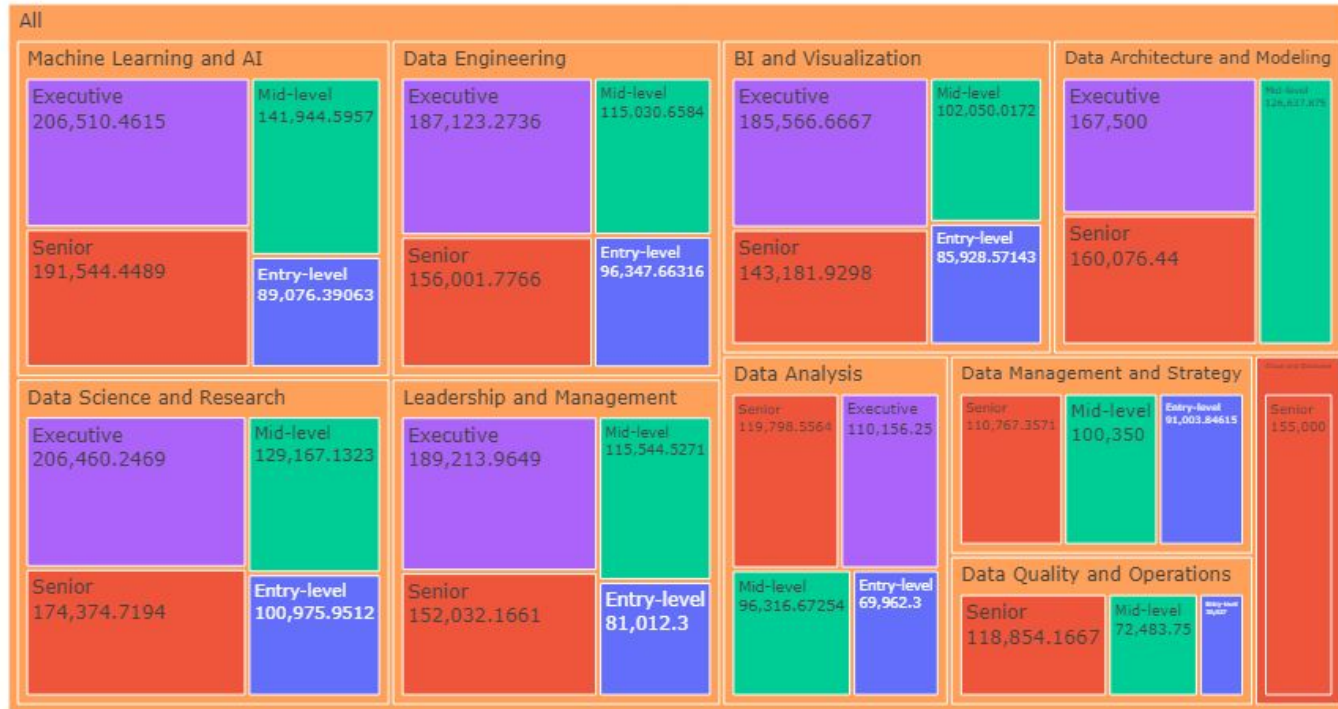 All
Machine Learning and AI
Executive
206,510.4615
Mid-level
141,944.5957
Senior
191,544.4489
Entry-level
89,076.39063
Data Engineering
Executive
187,123.2736
Mid-level
115,030.6584
Senior
156,001.7766
Entry-level
96,347.66316
BI and Visualization
Executive
185,566.6667
Mid-level
102,050.0172
Senior
143,181.9298
Entry-level
85,928.57143
Data Architecture and Modeling
Executive
167,500
Mid-level
Senior
160,076.44
Data Science and Research
Executive
206,460.2469
Mid-level
129,167.1323
Senior
174,374.7194
Entry-level
100,975.9512
Leadership and Management
Executive
189,213.9649
Mid-level
115,544.5271
Senior
152,032.1661
Entry-level
81,012.3
Data Analysis
Senior
119,798.5564
Executive
110,156.25
Mid-level
96,316.67254
Entry-level
69,962.3
Data Management and Strategy
Senior
110,767.3571
Mid-level
100,350
Entry-level
91,003.84615
Data Quality and Operations
Senior
118,854.1667
Mid-level
72,483.75
Entry-level
Senior
155,000